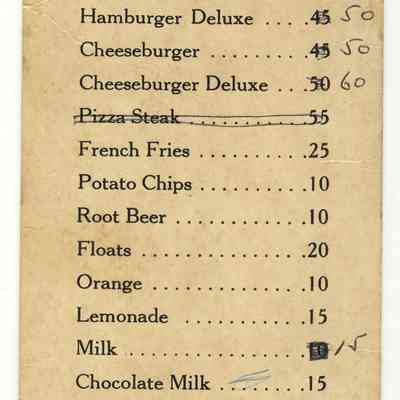 Hamburger Deluxe ... .45 50
Cheeseburger ......... .45 50
Cheeseburger Deluxe ... .50 60
Pizza Steak .......... .55
French Fries .......... .25
Potato Chips .......... .10
Root Beer ............ .10
Floats ............... .20
Orange .............. .10
Lemonade ........... .15
Milk ................ 15
Chocolate Milk ........ .15